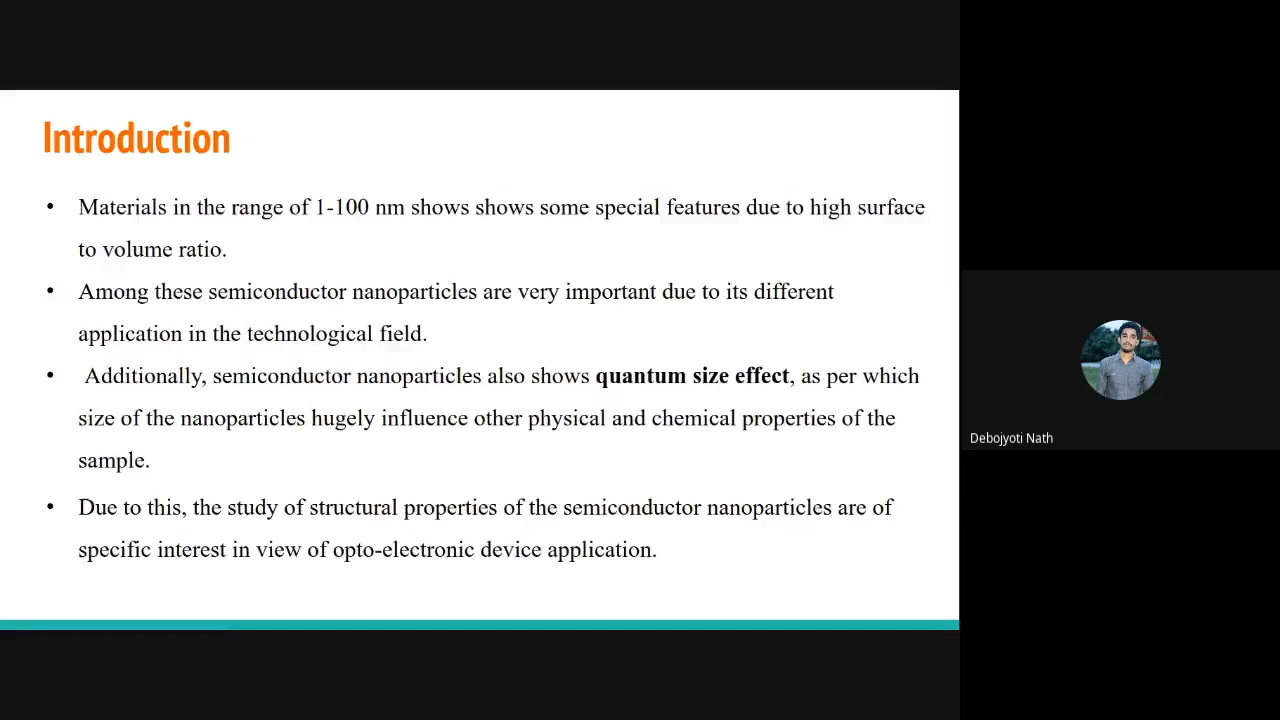 Introduction
• Materials in the range of 1-100 nm shows shows some special features due to high surface
to volume ratio.
• Among these semiconductor nanoparticles are very important due to its different
application in the technological field.
• Additionally, semiconductor nanoparticles also shows quantum size effect, as per which
size of the nanoparticles hugely influence other physical and chemical properties of the
sample.
• Due to this, the study of structural properties of the semiconductor nanoparticles are of
specific interest in view of opto-electronic device application.
Debojyoti Nath